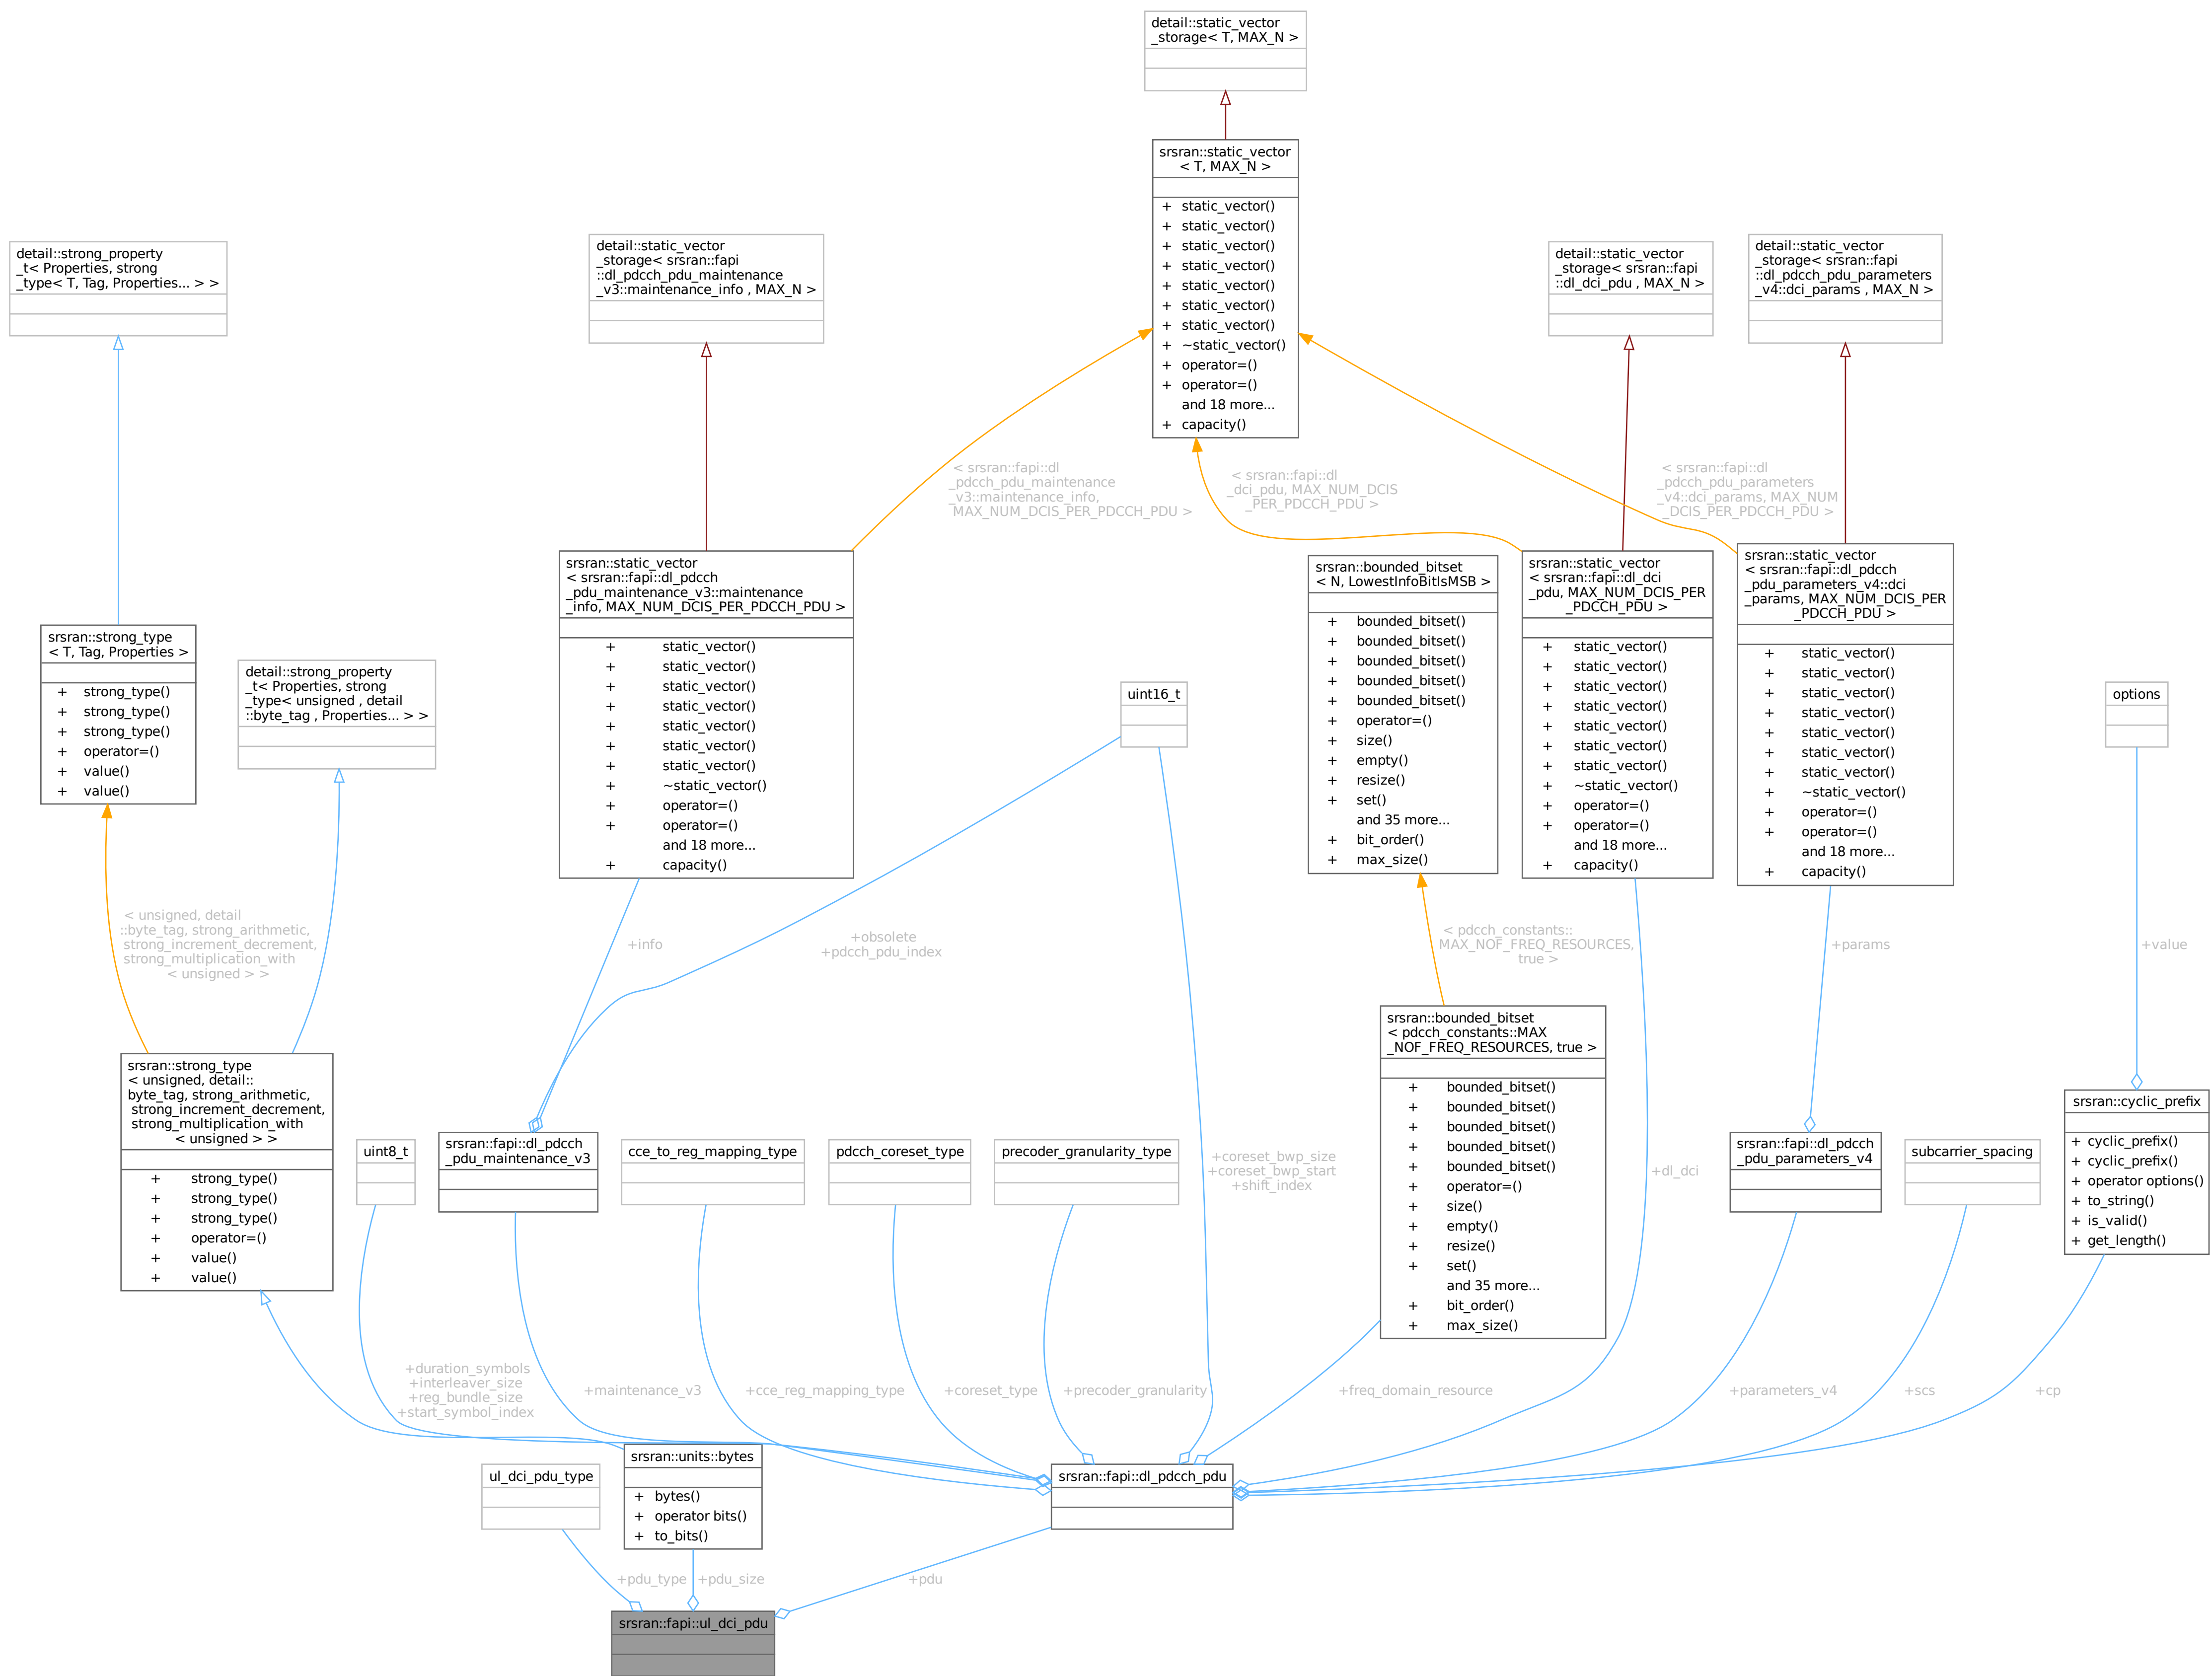 detail::static_vector
_storage< T, MAX_N >
srsran::static_vector
< T, MAX_N >
+ static_vector()
+ static_vector()
+ static_vector()
+ static_vector()
+ static_vector()
+ static_vector()
+ static_vector()
+ ~static_vector()
+ operator=()
+ operator=()
and 18 more...
+ capacity()
detail::strong_property
_t< Properties, strong
_type< T, Tag, Properties... > >
detail::static_vector
_storage< srsran::fapi
::dl_pdcch_pdu_maintenance
_v3::maintenance_info , MAX_N >
detail::static_vector
_storage< srsran::fapi
::dl_dci_pdu , MAX_N >
detail::static_vector
_storage< srsran::fapi
::dl_pdcch_pdu_parameters
_v4::dci_params , MAX_N >
< srsran::fapi::dl
_pdcch_pdu_maintenance
_v3::maintenance_info,
MAX_NUM_DCIS_PER_PDCCH_PDU >
< srsran::fapi::dl
_dci_pdu, MAX_NUM_DCIS
_PER_PDCCH_PDU >
< srsran::fapi::dl
_pdcch_pdu_parameters
_v4::dci_params, MAX_NUM
_DCIS_PER_PDCCH_PDU >
srsran::strong_type
< T, Tag, Properties >
+ strong_type()
+ strong_type()
+ strong_type()
+ operator=()
+ value()
+ value()
detail::strong_property
_t< Properties, strong
_type< unsigned , detail
::byte_tag , Properties... > >
srsran::static_vector
< srsran::fapi::dl_pdcch
_pdu_maintenance_v3::maintenance
_info, MAX_NUM_DCIS_PER_PDCCH_PDU >
+ static_vector()
+ static_vector()
+ static_vector()
+ static_vector()
+ static_vector()
+ static_vector()
+ static_vector()
+ ~static_vector()
+ operator=()
+ operator=()
and 18 more...
+ capacity()
uint16_t
srsran::bounded_bitset
< N, LowestInfoBitIsMSB >
+ bounded_bitset()
+ bounded_bitset()
+ bounded_bitset()
+ bounded_bitset()
+ bounded_bitset()
+ operator=()
+ size()
+ empty()
+ resize()
+ set()
and 35 more...
+ bit_order()
+ max_size()
srsran::static_vector
< srsran::fapi::dl_dci
_pdu, MAX_NUM_DCIS_PER
_PDCCH_PDU >
+ static_vector()
+ static_vector()
+ static_vector()
+ static_vector()
+ static_vector()
+ static_vector()
+ static_vector()
+ ~static_vector()
+ operator=()
+ operator=()
and 18 more...
+ capacity()
srsran::static_vector
< srsran::fapi::dl_pdcch
_pdu_parameters_v4::dci
_params, MAX_NUM_DCIS_PER
_PDCCH_PDU >
+ static_vector()
+ static_vector()
+ static_vector()
+ static_vector()
+ static_vector()
+ static_vector()
+ static_vector()
+ ~static_vector()
+ operator=()
+ operator=()
and 18 more...
+ capacity()
options
< unsigned, detail
::byte_tag, strong_arithmetic,
strong_increment_decrement,
strong_multiplication_with
< unsigned > >
+info
+obsolete
+pdcch_pdu_index
< pdcch_constants::
MAX_NOF_FREQ_RESOURCES,
true >
+params
+value
srsran::strong_type
< unsigned, detail::
byte_tag, strong_arithmetic,
strong_increment_decrement,
strong_multiplication_with
< unsigned > >
+ strong_type()
+ strong_type()
+ strong_type()
+ operator=()
+ value()
+ value()
uint8_t
srsran::fapi::dl_pdcch
_pdu_maintenance_v3
cce_to_reg_mapping_type
pdcch_coreset_type
precoder_granularity_type
+coreset_bwp_size
+coreset_bwp_start
+shift_index
srsran::bounded_bitset
< pdcch_constants::MAX
_NOF_FREQ_RESOURCES, true >
+ bounded_bitset()
+ bounded_bitset()
+ bounded_bitset()
+ bounded_bitset()
+ bounded_bitset()
+ operator=()
+ size()
+ empty()
+ resize()
+ set()
and 35 more...
+ bit_order()
+ max_size()
+dl_dci
srsran::fapi::dl_pdcch
_pdu_parameters_v4
subcarrier_spacing
srsran::cyclic_prefix
+ cyclic_prefix()
+ cyclic_prefix()
+ operator options()
+ to_string()
+ is_valid()
+ get_length()
+duration_symbols
+interleaver_size
+reg_bundle_size
+start_symbol_index
+maintenance_v3
+cce_reg_mapping_type
+coreset_type
+precoder_granularity
+freq_domain_resource
+parameters_v4
+scs
+cp
ul_dci_pdu_type
srsran::units::bytes
+ bytes()
+ operator bits()
+ to_bits()
srsran::fapi::dl_pdcch_pdu
+pdu_type
+pdu_size
+pdu
srsran::fapi::ul_dci_pdu